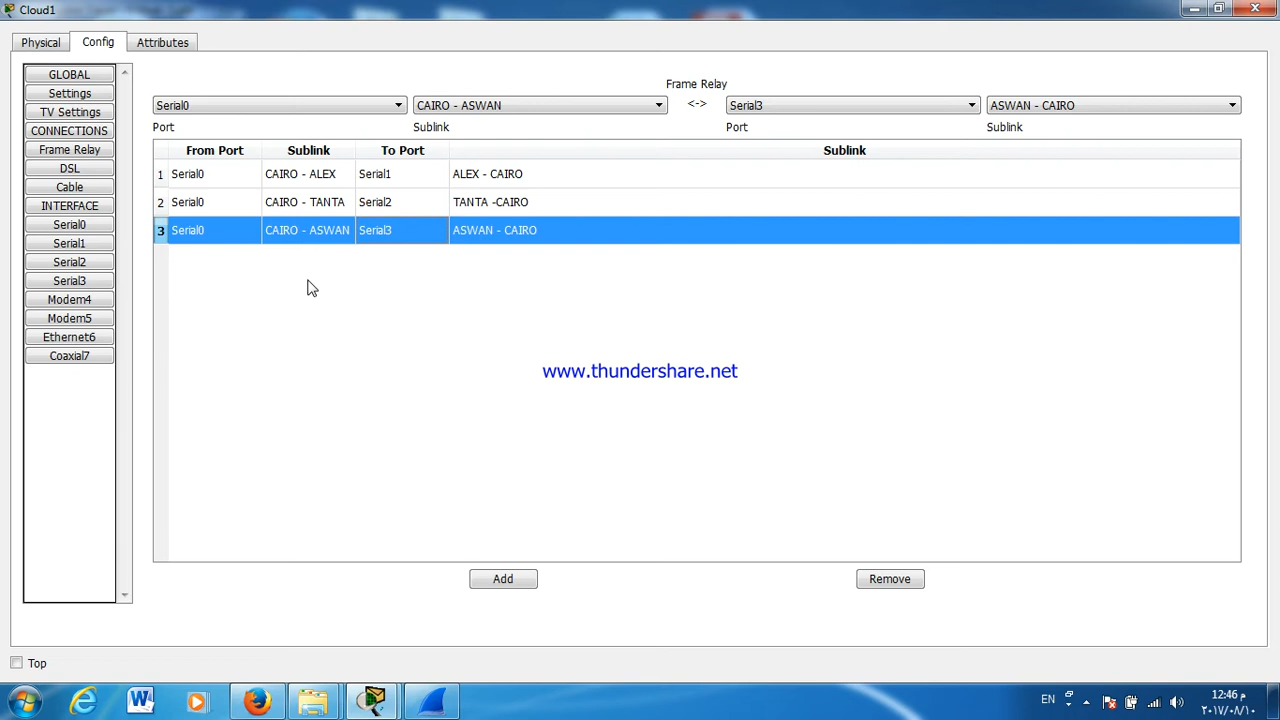 Cloud1
Physical Config Attributes
GLOBAL
Settings
TV Settings
CONNECTIONS
Frame Relay
DSL
Cable
INTERFACE
Serial0
Serial1
Serial2
Serial3
Modem4
Modem5
Ethernet6
Coaxial7
Frame Relay
Serial0 CAIRO - ASWAN <-> Serial3 ASWAN - CAIRO
Port Sublink Port Sublink
From Port Sublink To Port Sublink
1 Serial0 CAIRO - ALEX Serial1 ALEX - CAIRO
2 Serial0 CAIRO - TANTA Serial2 TANTA -CAIRO
3 Serial0 CAIRO - ASWAN Serial3 ASWAN - CAIRO
www.thundershare.net
Add Remove
Top
EN
12:46 م
٢٠١٧/٠٨/١٠